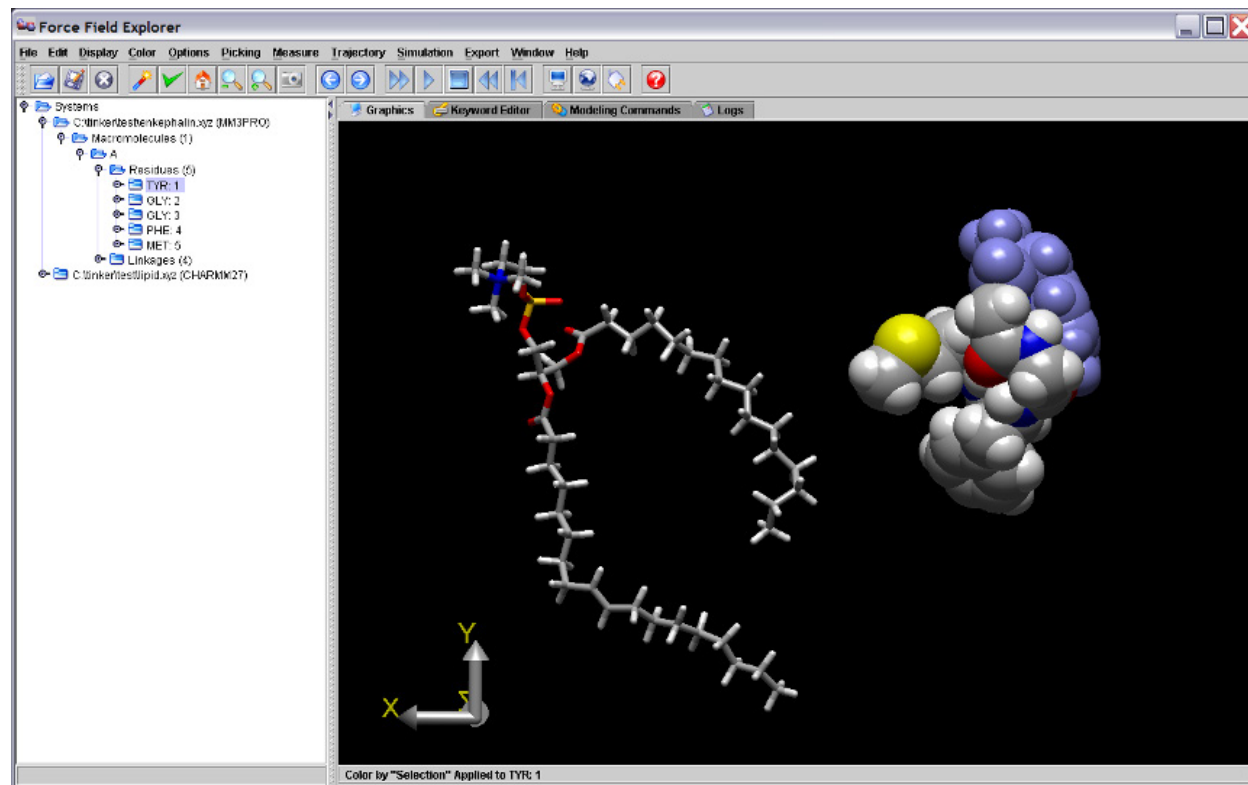 Force Field Explorer
File Edit Display Color Options Picking Measure Trajectory Simulation Export Window Help
Systems
C:\tinker\test\enkephalin.xyz (MM3PRO)
Macromolecules (1)
A
Residues (5)
TYR: 1
GLY: 2
GLY: 3
PHE: 4
MET: 5
Linkages (4)
C:\tinker\test\lipid.xyz (CHARMM27)
Graphics Keyword Editor Modeling Commands Logs
Y
X Z
Color by "Selection" Applied to TYR: 1